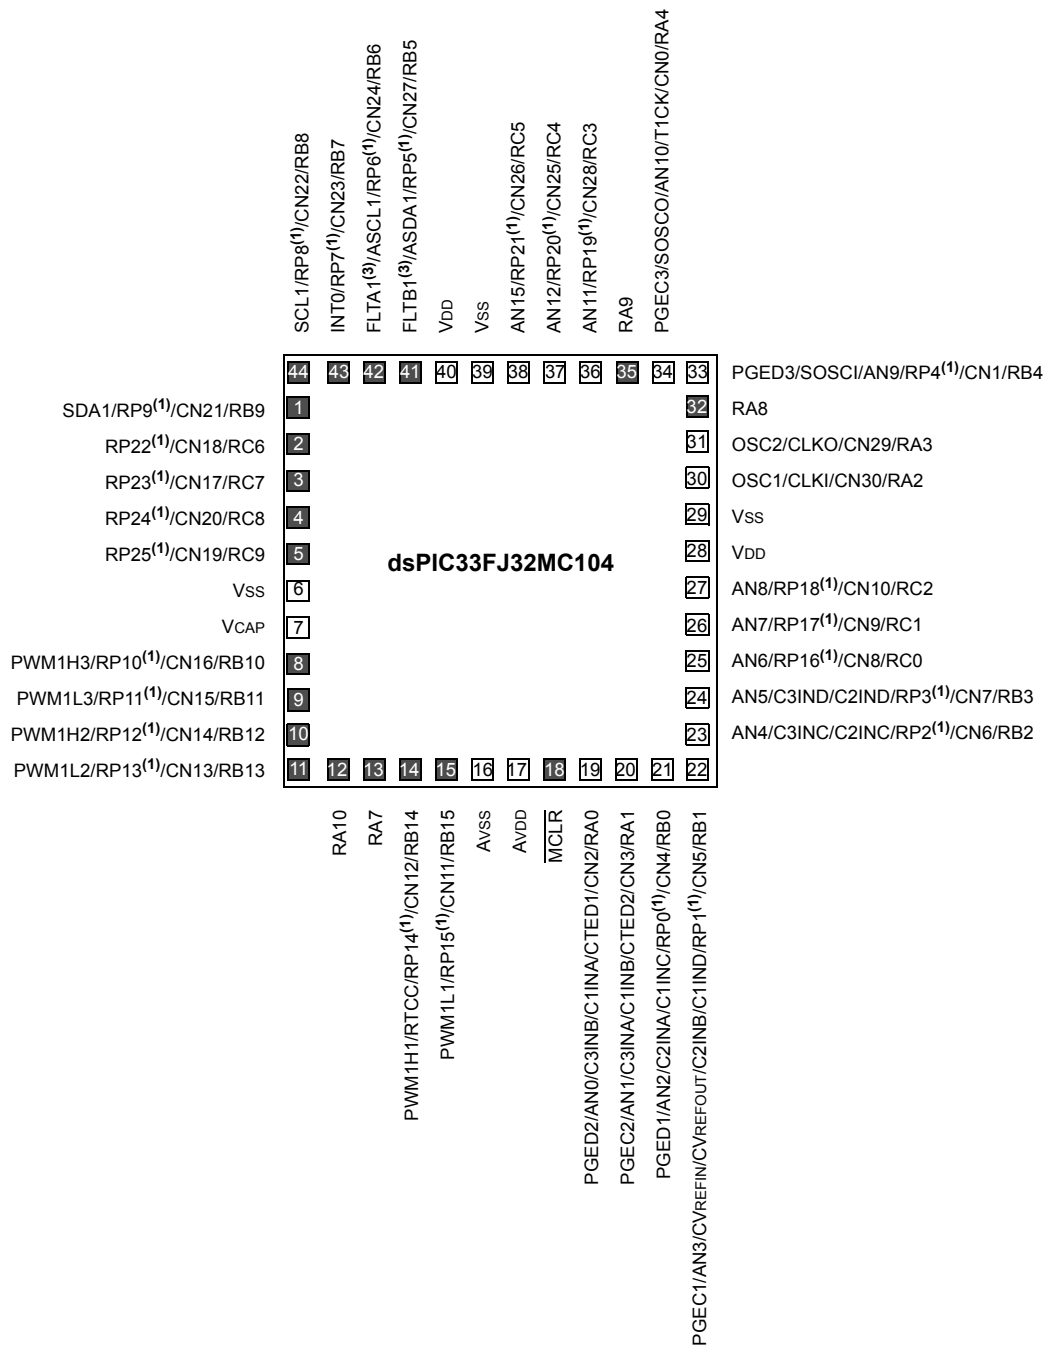 SCL1/RP8(1)/CN22/RB8
INT0/RP7(1)/CN23/RB7
FLTA1(3)/ASCL1/RP6(1)/CN24/RB6
FLTB1(3)/ASDA1/RP5(1)/CN27/RB5
VDD
VSS
AN15/RP21(1)/CN26/RC5
AN12/RP20(1)/CN25/RC4
AN11/RP19(1)/CN28/RC3
RA9
PGEC3/SOSCO/AN10/T1CK/CN0/RA4
44 43 42 41 40 39 38 37 36 35 34 33 PGED3/SOSCI/AN9/RP4(1)/CN1/RB4
SDA1/RP9(1)/CN21/RB9 1 32 RA8
RP22(1)/CN18/RC6 2 31 OSC2/CLKO/CN29/RA3
RP23(1)/CN17/RC7 3 30 OSC1/CLKI/CN30/RA2
RP24(1)/CN20/RC8 4 29 VSS
RP25(1)/CN19/RC9 5 dsPIC33FJ32MC104 28 VDD
VSS 6 27 AN8/RP18(1)/CN10/RC2
VCAP 7 26 AN7/RP17(1)/CN9/RC1
PWM1H3/RP10(1)/CN16/RB10 8 25 AN6/RP16(1)/CN8/RC0
PWM1L3/RP11(1)/CN15/RB11 9 24 AN5/C3IND/C2IND/RP3(1)/CN7/RB3
PWM1H2/RP12(1)/CN14/RB12 10 23 AN4/C3INC/C2INC/RP2(1)/CN6/RB2
PWM1L2/RP13(1)/CN13/RB13 11 12 13 14 15 16 17 18 19 20 21 22
RA10
RA7
PWM1H1/RTCC/RP14(1)/CN12/RB14
PWM1L1/RP15(1)/CN11/RB15
AVSS
AVDD
MCLR
PGED2/AN0/C3INB/C1INA/CTED1/CN2/RA0
PGEC2/AN1/C3INA/C1INB/CTED2/CN3/RA1
PGED1/AN2/C2INA/C1INC/RP0(1)/CN4/RB0
PGEC1/AN3/CVREFIN/CVREFOUT/C2INB/C1IND/RP1(1)/CN5/RB1